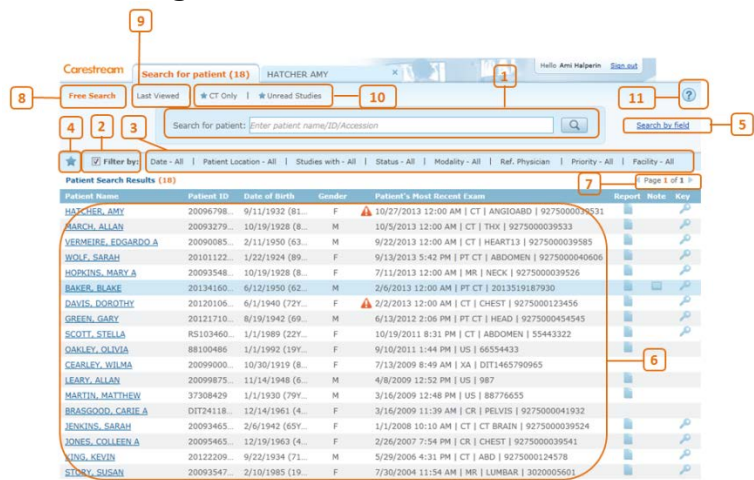 9
Carestream Search for patient (18) HATCHER AMY × Hello Ami Halperin Sign out
1
8 Free Search Last Viewed CT Only | Unread Studies 10 11 ?
Search for patient: Enter patient name/ID/Accession Search by field 5
4 2 3
Filter by: Date - All | Patient Location - All | Studies with - All | Status - All | Modality - All | Ref. Physician | Priority - All | Facility - All
Patient Search Results (18) 7 Page 1 of 1
Patient Name Patient ID Date of Birth Gender Patient's Most Recent Exam Report Note Key
HATCHER, AMY 20096798... 9/11/1932 (81... F 10/27/2013 12:00 AM | CT | ANGIOABD | 9275000039531
MARCH, ALLAN 20093279... 10/19/1928 (8... M 10/5/2013 12:00 AM | CT | THX | 9275000039533
VERMEIRE, EDGARDO A 20090085... 2/11/1950 (63... M 9/22/2013 12:00 AM | CT | HEART13 | 9275000039585
WOLF, SARAH 20101122... 1/22/1924 (89... F 9/13/2013 5:42 PM | PT CT | ABDOMEN | 9275000040606
HOPKINS, MARY A 20093548... 10/19/1928 (8... F 7/11/2013 12:00 AM | MR | NECK | 9275000039526
BAKER, BLAKE 20134160... 6/12/1950 (62... M 2/6/2013 12:00 AM | PT CT | 2013519187930
DAVIS, DOROTHY 20120106... 6/1/1940 (72Y... F 2/2/2013 12:00 AM | CT | CHEST | 9275000123456
GREEN, GARY 20121710... 8/19/1942 (69... M 6/13/2012 2:06 PM | PT CT | HEAD | 9275000454545
SCOTT, STELLA RS103460... 1/1/1989 (22Y... F 10/19/2011 8:31 PM | CT | ABDOMEN | 55443322
OAKLEY, OLIVIA 88100486 1/1/1992 (19Y... F 9/10/2011 1:44 PM | US | 66554433
6
CEARLEY, WILMA 20099000... 10/30/1919 (8... F 7/13/2009 8:49 AM | XA | DIT1465790965
LEARY, ALLAN 20099875... 11/14/1948 (6... M 4/8/2009 12:52 PM | US | 987
MARTIN, MATTHEW 37308429 1/1/1930 (79Y... M 3/16/2009 12:48 PM | US | 88776655
BRASGOOD, CARIE A DIT24118... 12/14/1961 (4... F 3/16/2009 11:39 AM | CR | PELVIS | 9275000041932
JENKINS, SARAH 20093465... 2/6/1942 (65Y... F 1/1/2008 10:10 AM | CT | CT BRAIN | 9275000039524
JONES, COLLEEN A 20095465... 12/19/1963 (4... F 2/26/2007 7:54 PM | CR | CHEST | 9275000039541
KING, KEVIN 20122209... 9/22/1934 (71... M 5/29/2006 4:31 PM | CT | ABD | 9275000124578
STORY, SUSAN 20093547... 2/10/1985 (19... F 7/30/2004 11:54 AM | MR | LUMBAR | 3020005601